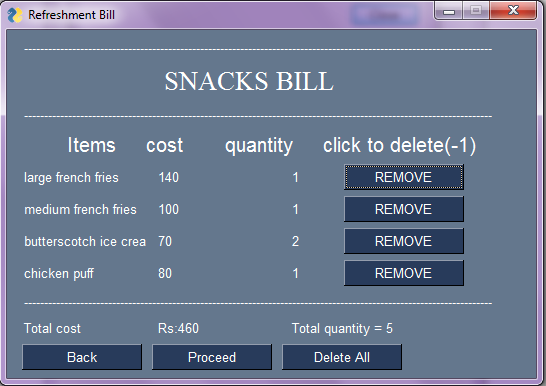 Refreshment Bill
SNACKS BILL
Items cost quantity click to delete(-1)
large french fries 140 1 REMOVE
medium french fries 100 1 REMOVE
butterscotch ice crea 70 2 REMOVE
chicken puff 80 1 REMOVE
Total cost Rs:460 Total quantity = 5
Back Proceed Delete All